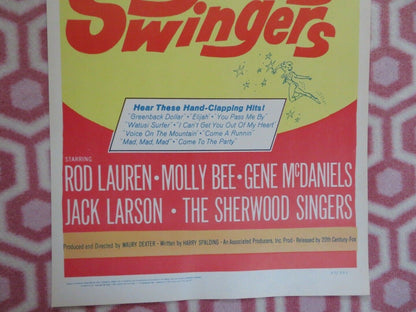 Swingers
Hear These Hand-Clapping Hits!
"Greenback Dollar" • "Elijah" • "You Pass Me By"
"Watusi Surfer" • "I Can't Get You Out Of My Heart"
"Voice On The Mountain" • "Come A Runnin'"
"Mad, Mad, Mad" • "Come To The Party"
STARRING
ROD LAUREN • MOLLY BEE • GENE McDANIELS
JACK LARSON • THE SHERWOOD SINGERS
Produced and Directed by MAURY DEXTER • Written by HARRY SPALDING • An Associated Producers, Inc. Prod • Released by 20th Century-Fox